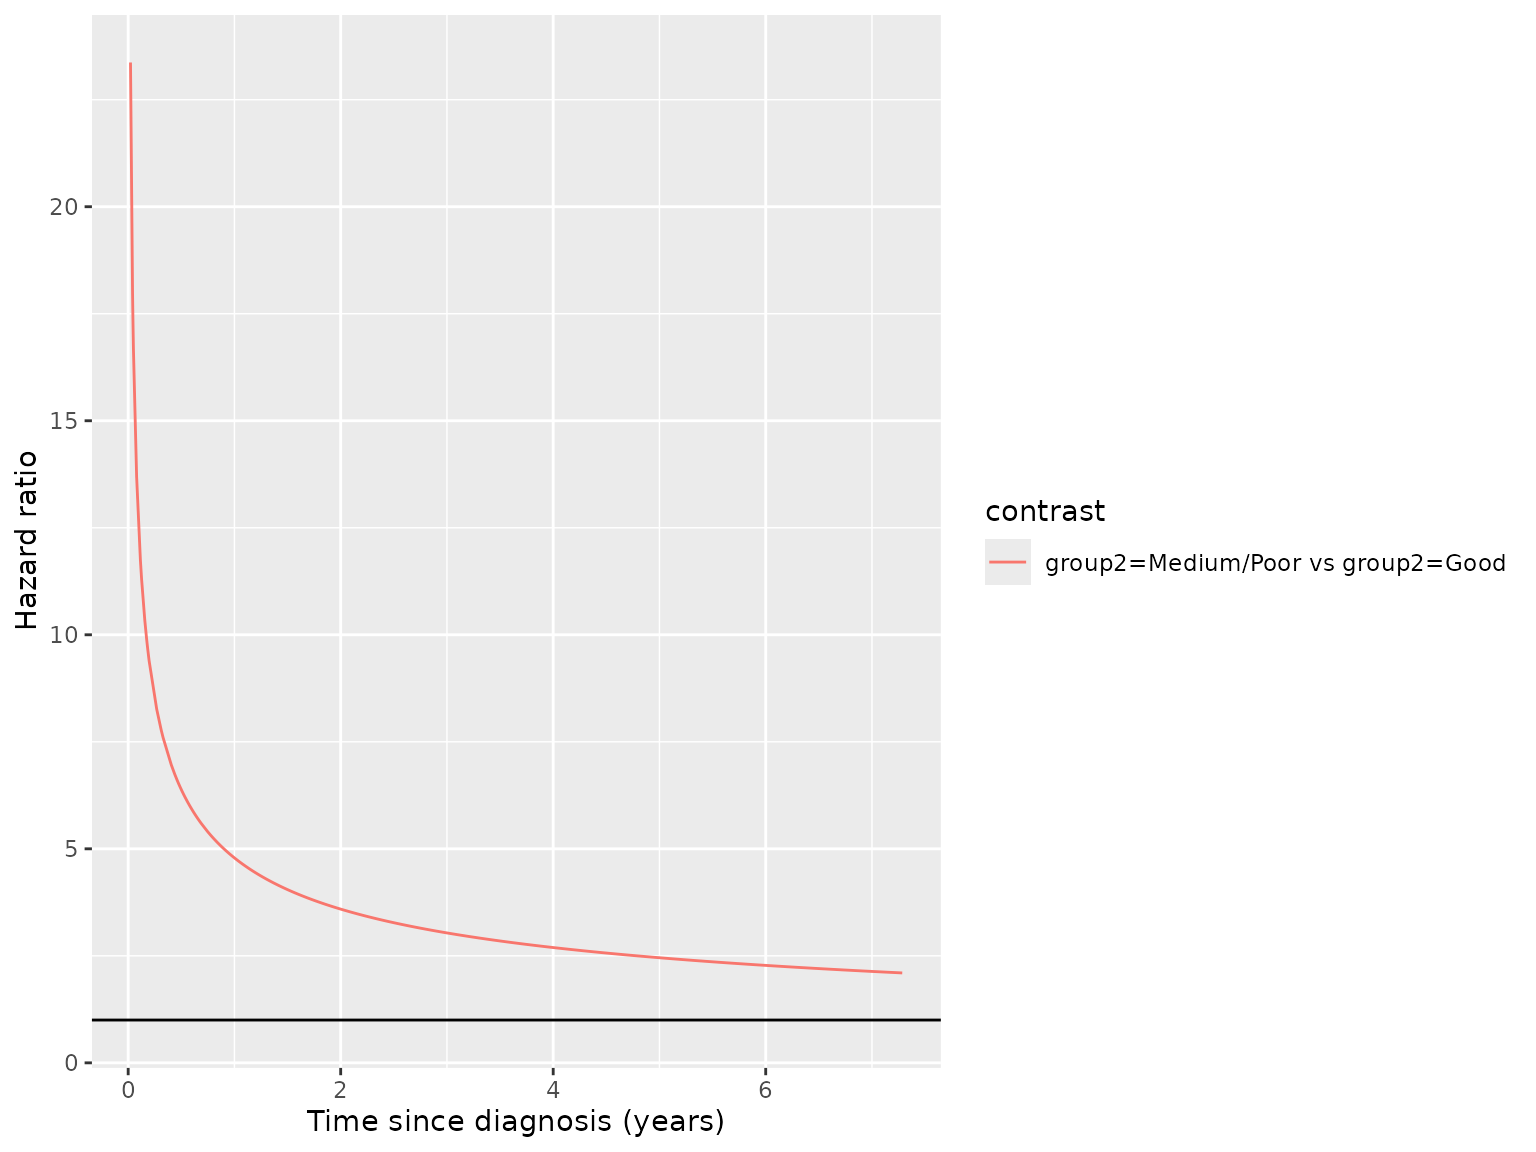 20
15
10
5
0
0 2 4 6
Hazard ratio
Time since diagnosis (years)
contrast
group2=Medium/Poor vs group2=Good